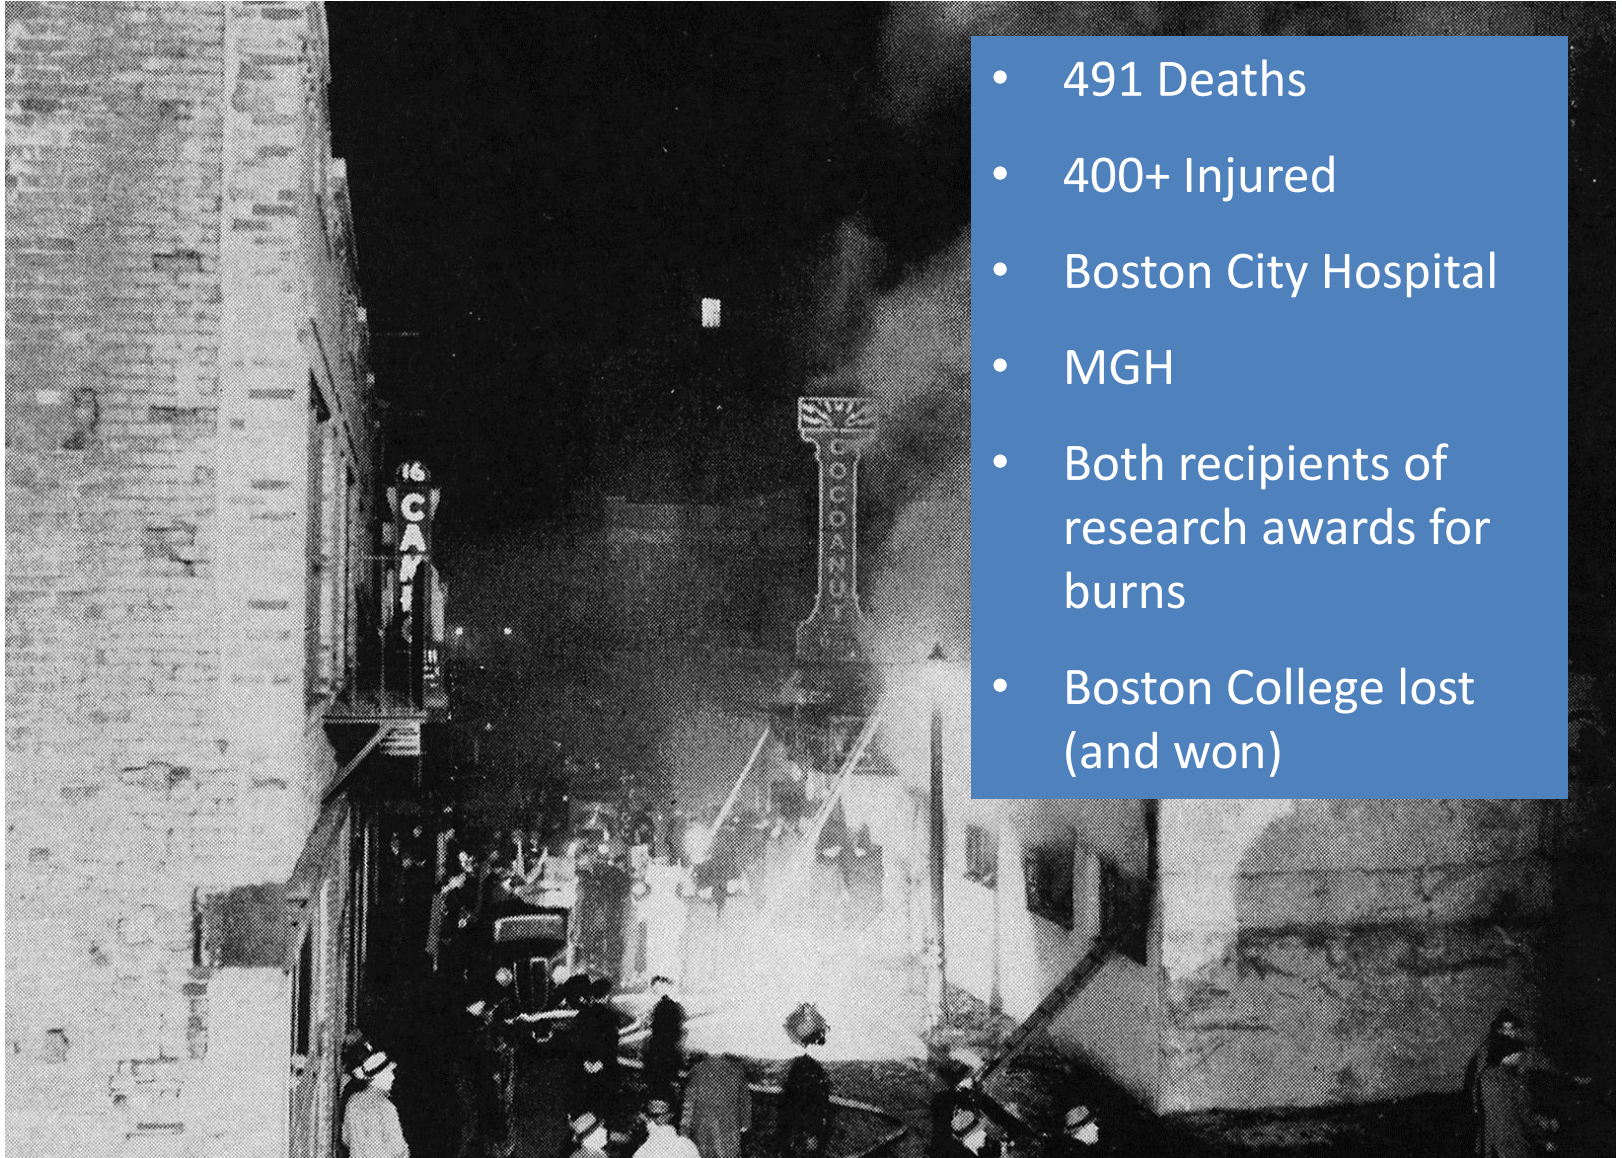 • 491 Deaths
• 400+ Injured
• Boston City Hospital
• MGH
• Both recipients of
research awards for
burns
• Boston College lost
(and won)
16
COCOANUT